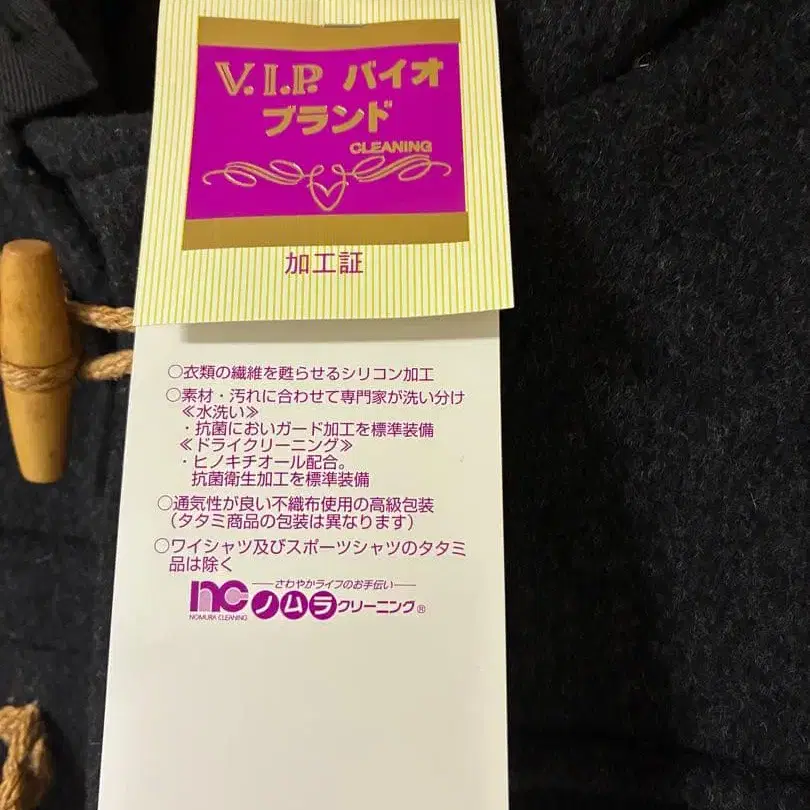 V.I.P. バイオ
ブランド
CLEANING
加工証
○衣類の繊維を甦らせるシリコン加工
○素材・汚れに合わせて専門家が洗い分け
≪水洗い≫
・抗菌においガード加工を標準装備
≪ドライクリーニング≫
・ヒノキチオール配合。
抗菌衛生加工を標準装備
○通気性が良い不織布使用の高級包装
（タタミ商品の包装は異なります）
○ワイシャツ及びスポーツシャツのタタミ
品は除く
さわやかライフのお手伝い
nc ノムラクリーニング®
NOMURA CLEANING